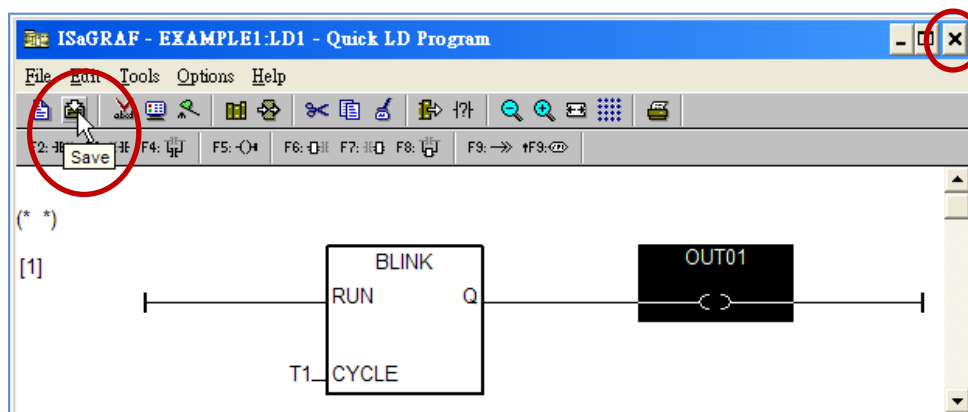 ISaGRAF - EXAMPLE1:LD1 - Quick LD Program
File Edit Tools Options Help
F2: F4: F5: F6: F7: F8: F9: F9:
Save
(* *)
[1]
BLINK
OUT01
RUN Q
T1 CYCLE